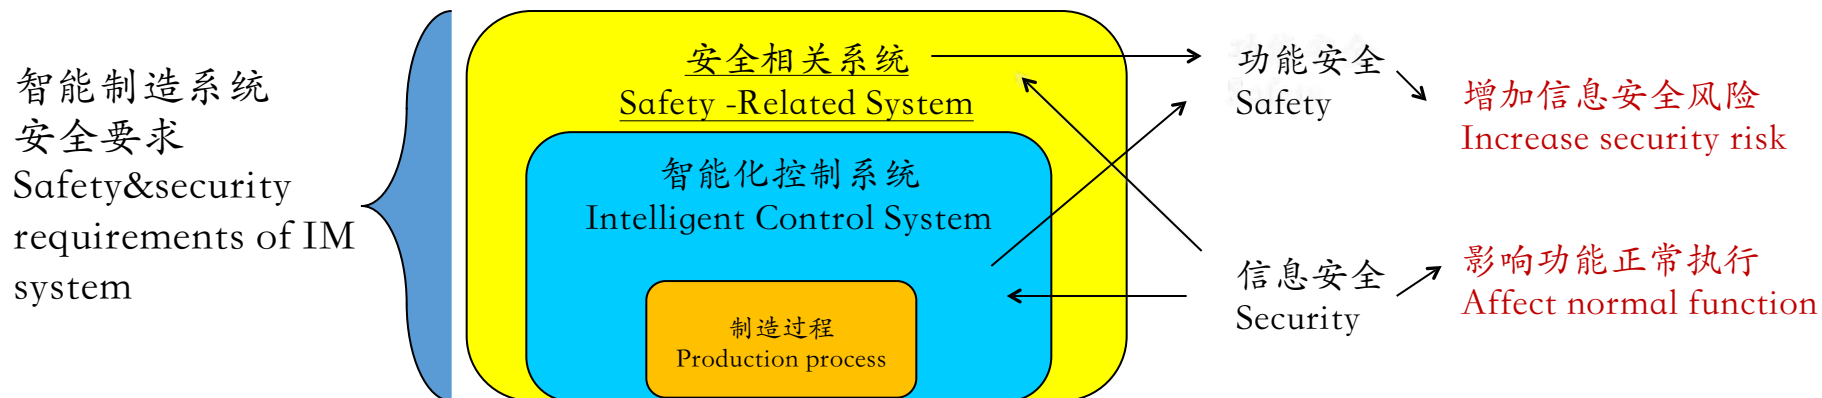 智能制造系统
安全要求
Safety&security
requirements of IM
system
安全相关系统
Safety -Related System
智能化控制系统
Intelligent Control System
制造过程
Production process
功能安全
Safety
增加信息安全风险
Increase security risk
信息安全
Security
影响功能正常执行
Affect normal function